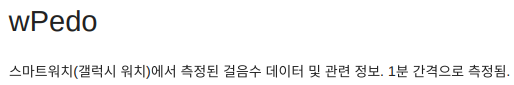 wPedo
스마트워치(갤럭시 워치)에서 측정된 걸음수 데이터 및 관련 정보. 1분 간격으로 측정됨.